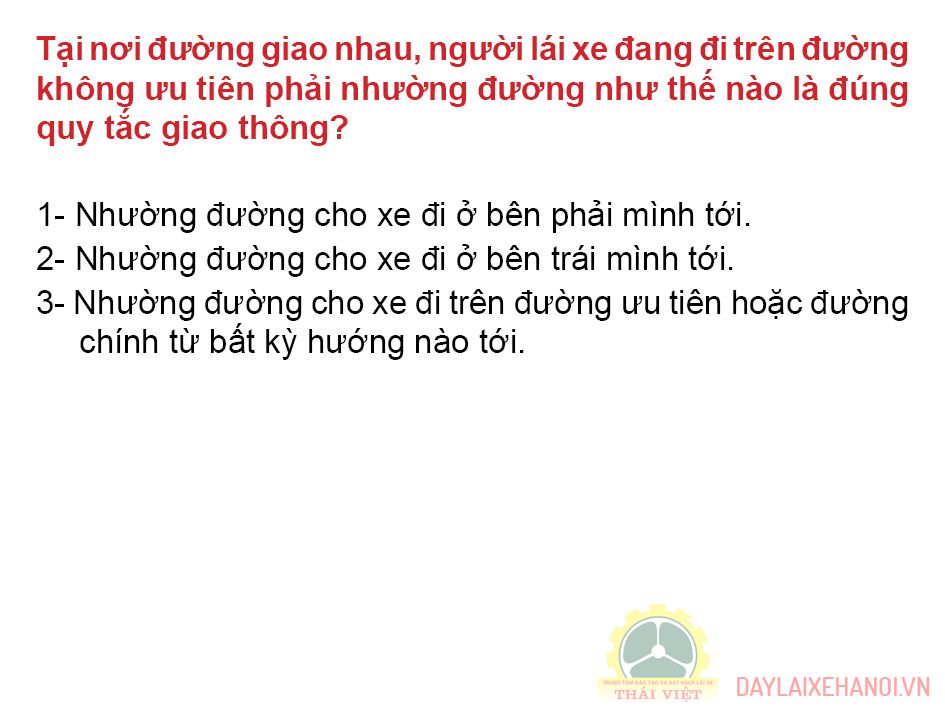 Tại nơi đường giao nhau, người lái xe đang đi trên đường
không ưu tiên phải nhường đường như thế nào là đúng
quy tắc giao thông?
1- Nhường đường cho xe đi ở bên phải mình tới.
2- Nhường đường cho xe đi ở bên trái mình tới.
3- Nhường đường cho xe đi trên đường ưu tiên hoặc đường
chính từ bất kỳ hướng nào tới.
TRUNG TÂM ĐÀO TẠO VÀ SÁT HẠCH LÁI XE
THÁI VIỆT
DAYLAIXEHANOI.VN